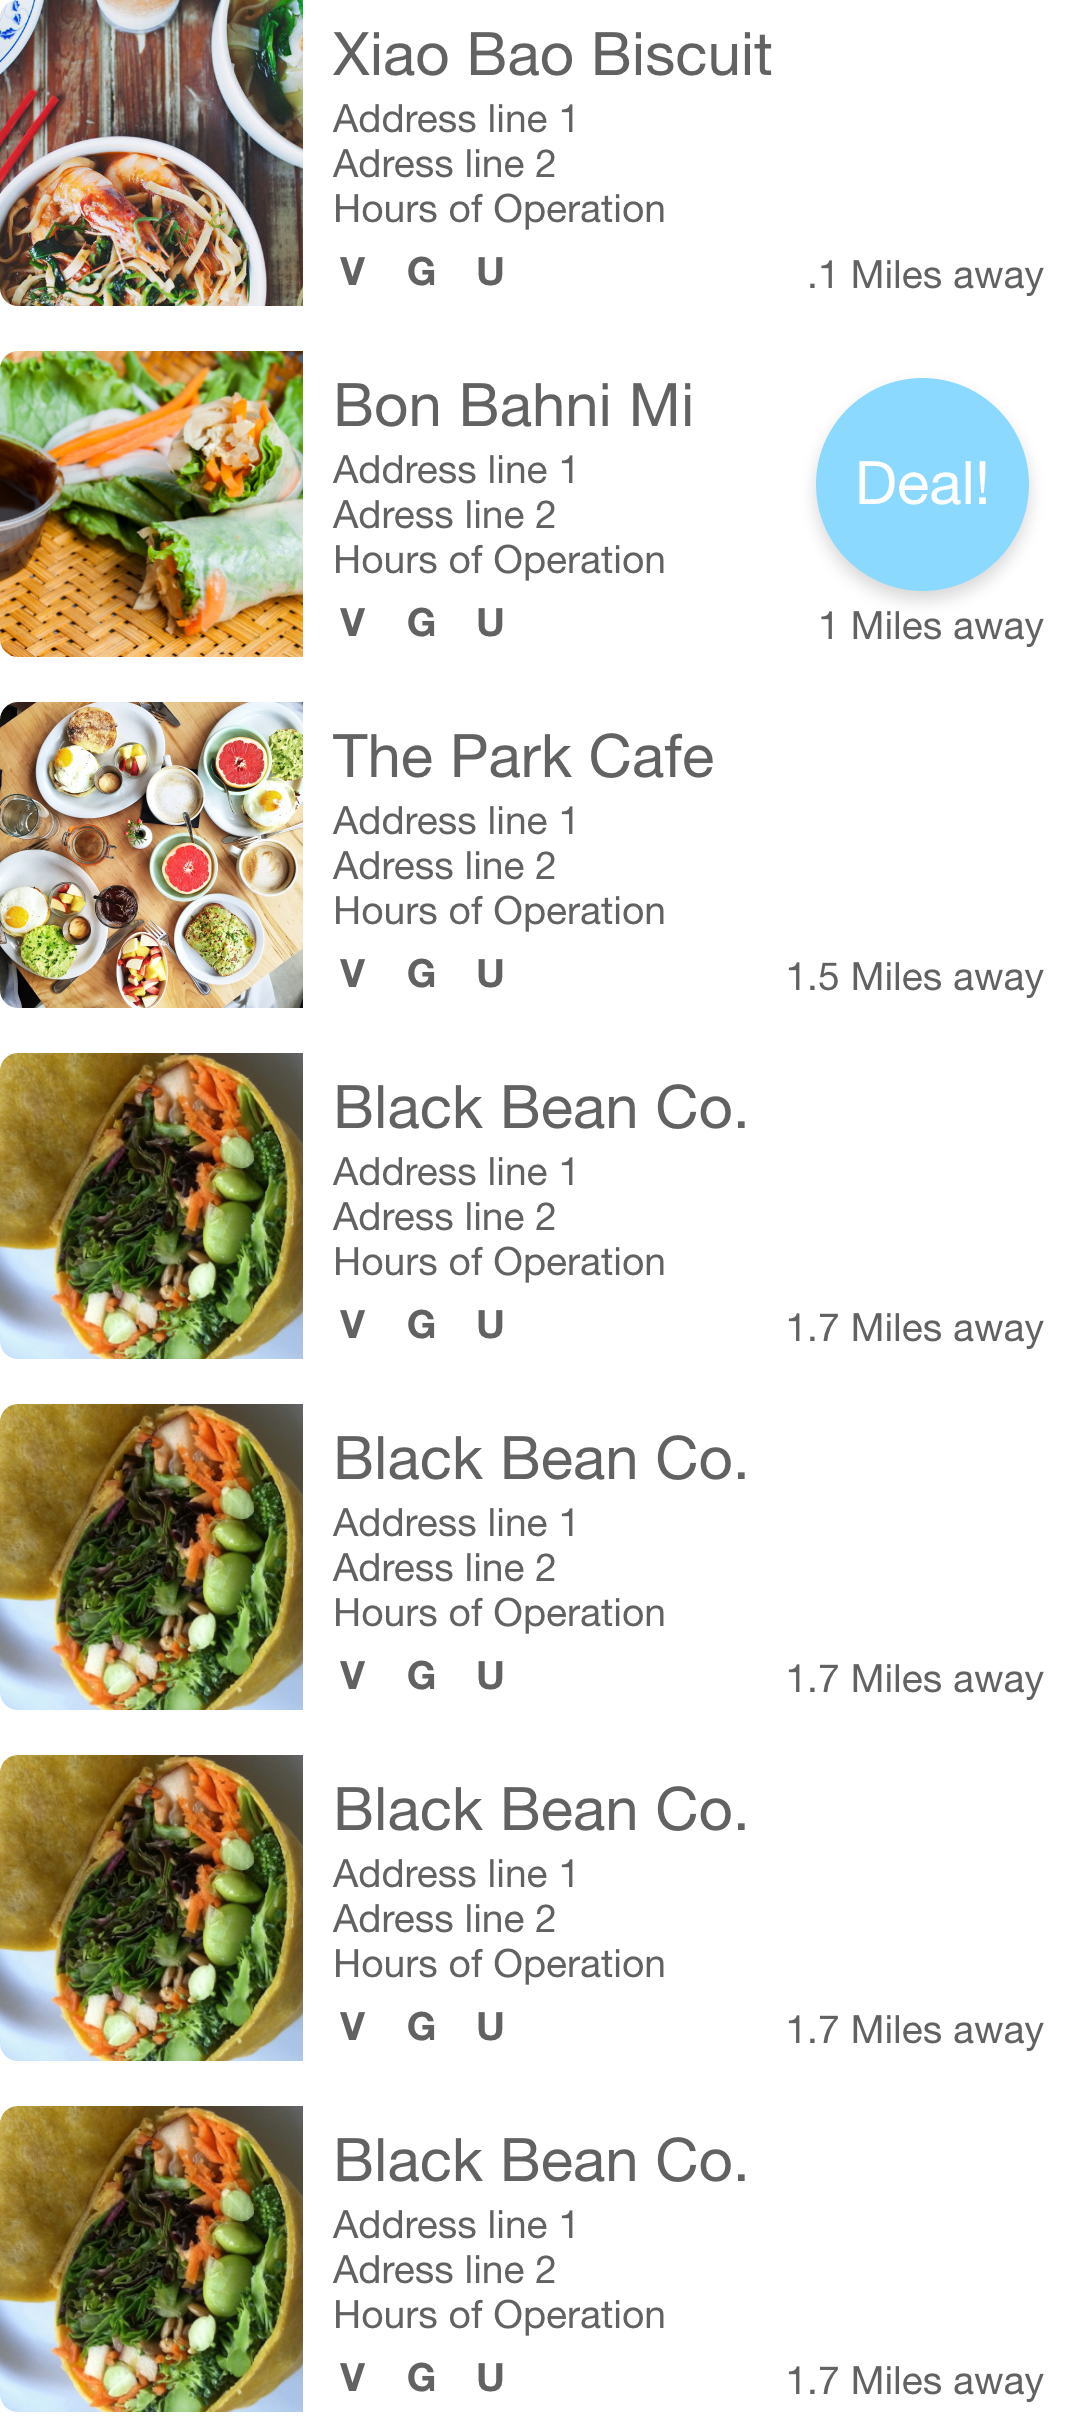 Xiao Bao Biscuit
Address line 1
Adress line 2
Hours of Operation
V G U
.1 Miles away
Bon Bahni Mi
Address line 1
Adress line 2
Hours of Operation
Deal!
V G U
1 Miles away
The Park Cafe
Address line 1
Adress line 2
Hours of Operation
V G U
1.5 Miles away
Black Bean Co.
Address line 1
Adress line 2
Hours of Operation
V G U
1.7 Miles away
Black Bean Co.
Address line 1
Adress line 2
Hours of Operation
V G U
1.7 Miles away
Black Bean Co.
Address line 1
Adress line 2
Hours of Operation
V G U
1.7 Miles away
Black Bean Co.
Address line 1
Adress line 2
Hours of Operation
V G U
1.7 Miles away